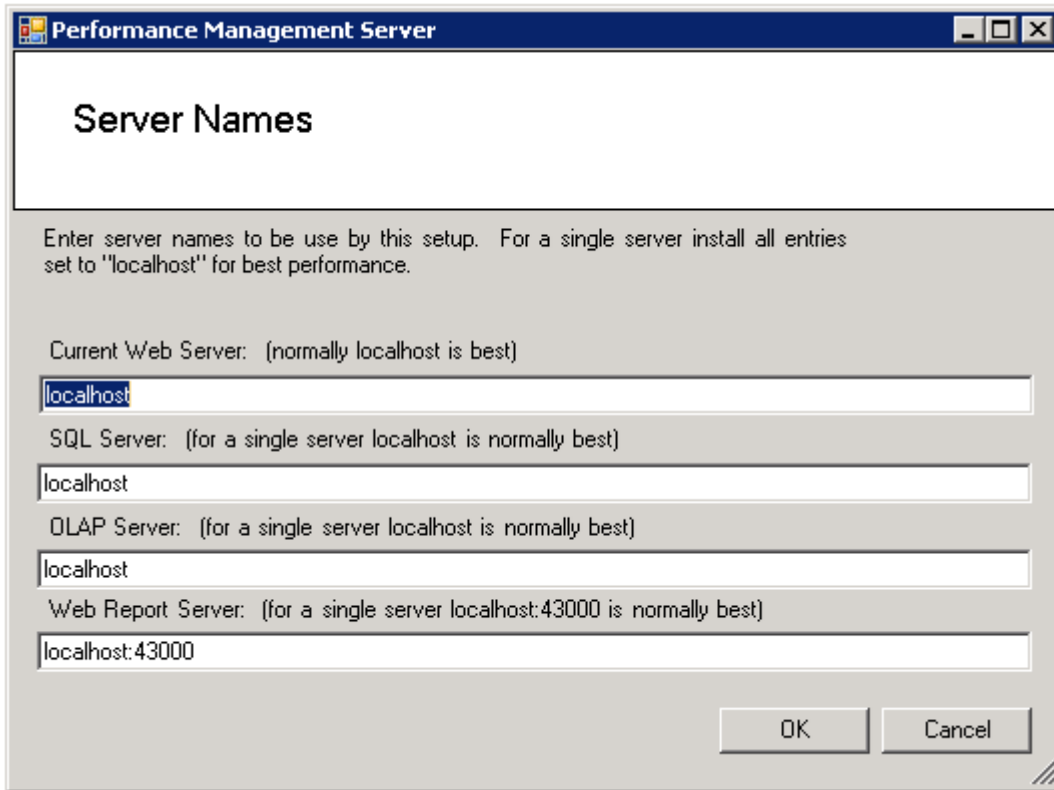 Performance Management Server
Server Names
Enter server names to be use by this setup.  For a single server install all entries
set to "localhost" for best performance.
Current Web Server:  (normally localhost is best)
localhost
SQL Server:  (for a single server localhost is normally best)
localhost
OLAP Server:  (for a single server localhost is normally best)
localhost
Web Report Server:  (for a single server localhost:43000 is normally best)
localhost:43000
OK Cancel